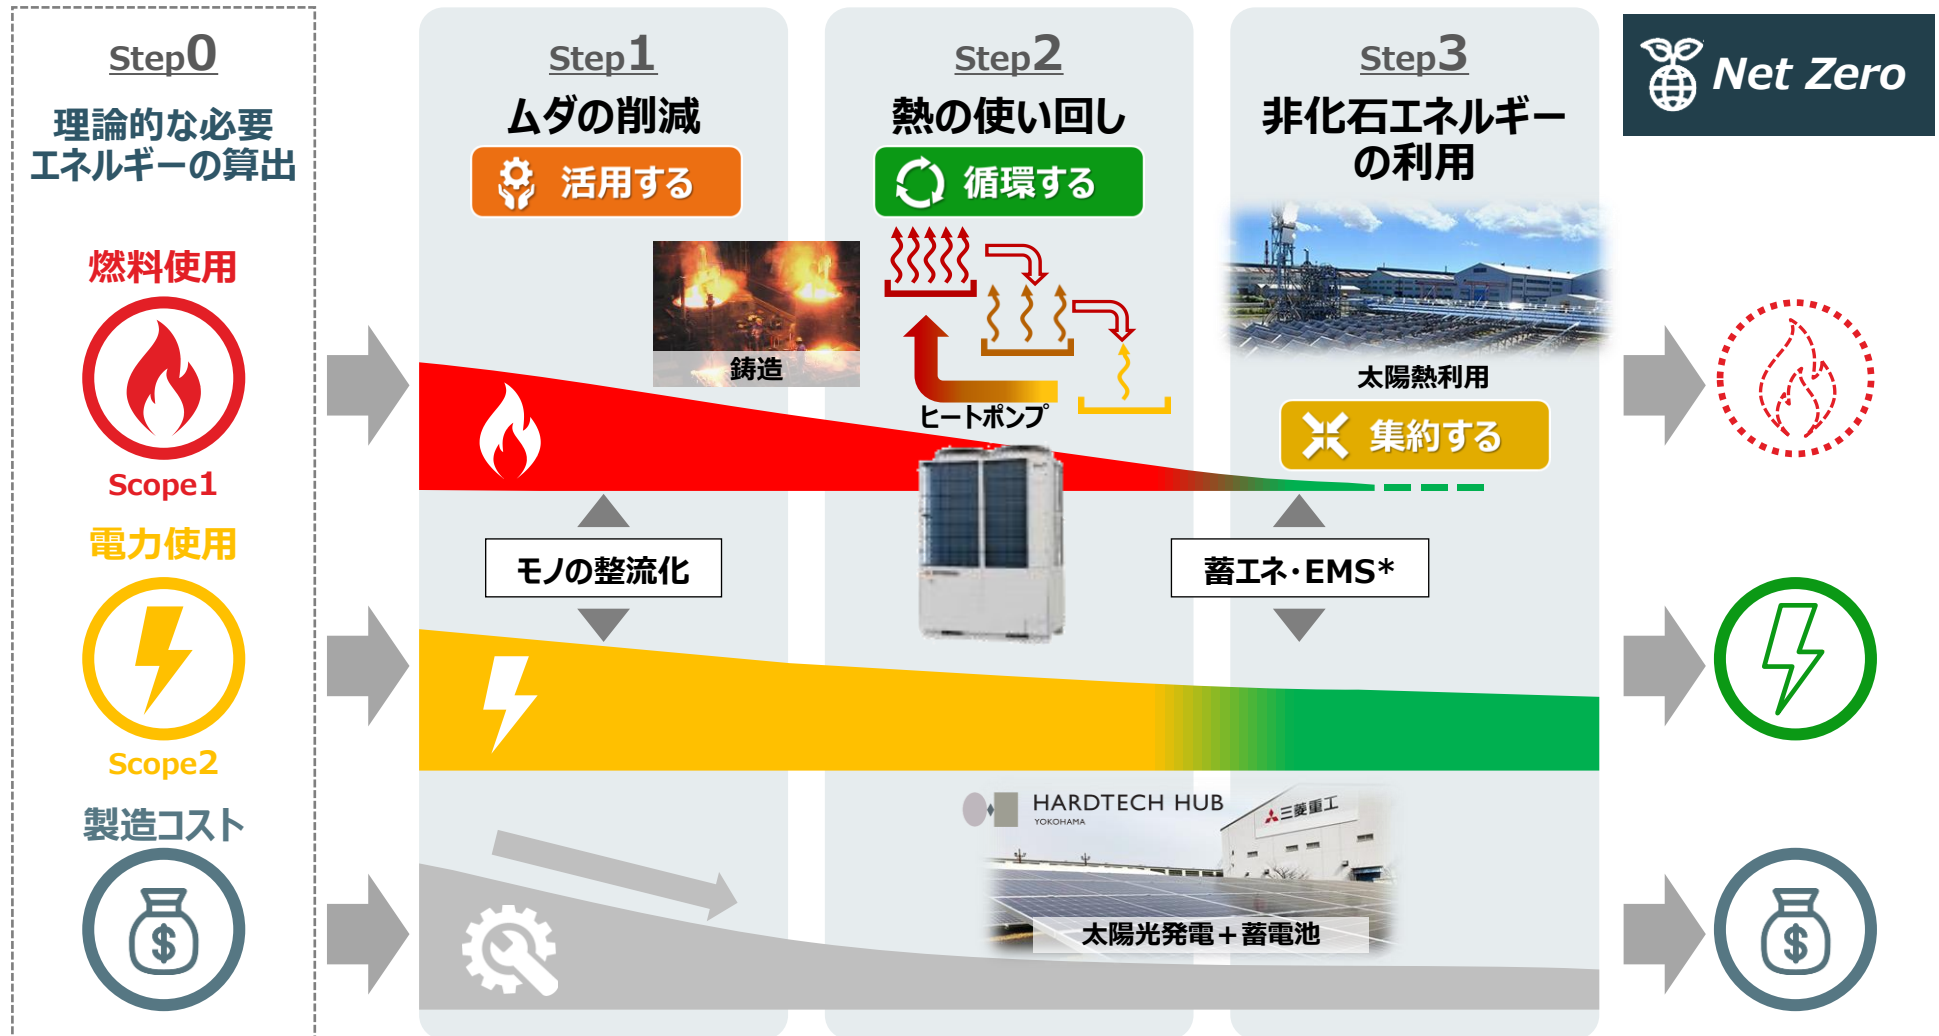 Step0
理論的な必要
エネルギーの算出
燃料使用
Scope1
電力使用
Scope2
製造コスト
$
Step1
ムダの削減
活用する
鋳造
モノの整流化
Step2
熱の使い回し
循環する
ヒートポンプ
Step3
非化石エネルギー
の利用
太陽熱利用
集約する
蓄エネ・EMS*
HARDTECH HUB
YOKOHAMA
三菱重工
太陽光発電＋蓄電池
Net Zero
$